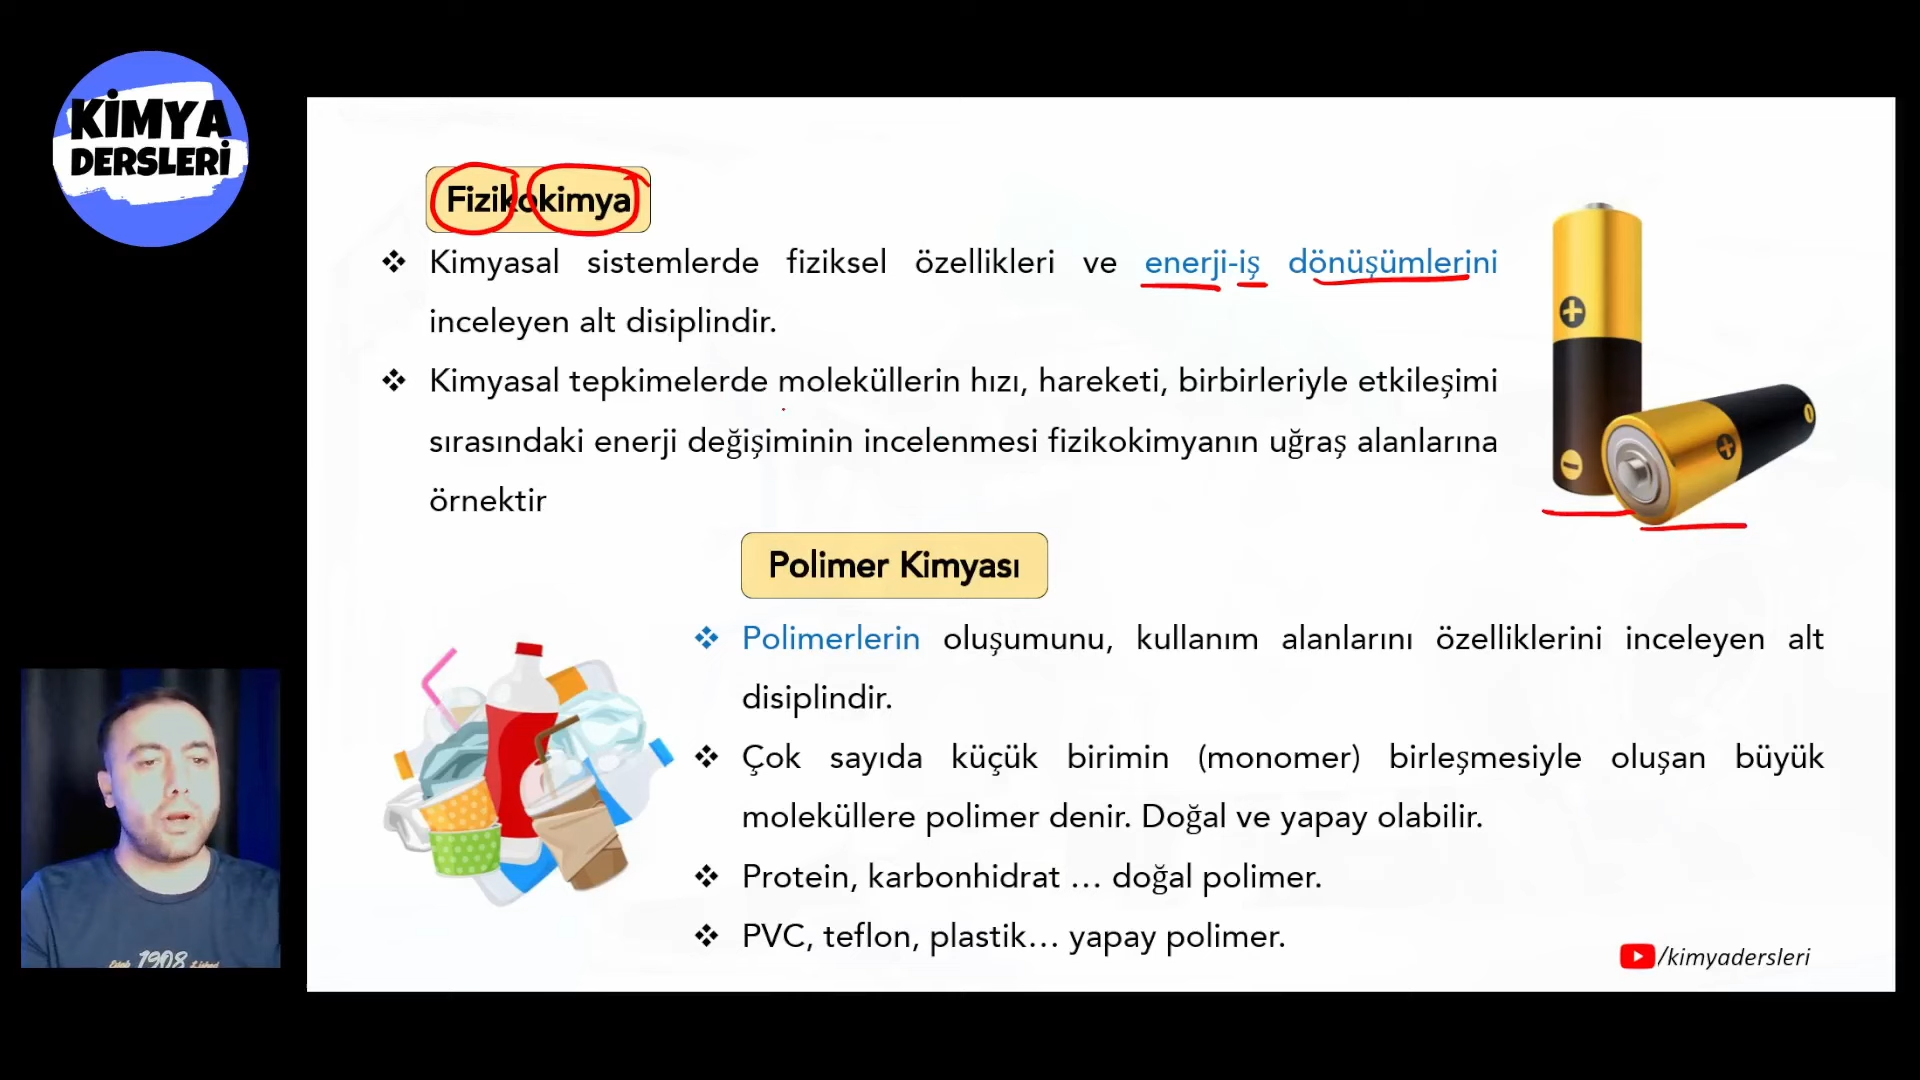 KİMYA
DERSLERİ
Fizikokimya
❖ Kimyasal sistemlerde fiziksel özellikleri ve enerji-iş dönüşümlerini
inceleyen alt disiplindir.
❖ Kimyasal tepkimelerde moleküllerin hızı, hareketi, birbirleriyle etkileşimi
sırasındaki enerji değişiminin incelenmesi fizikokimyanın uğraş alanlarına
örnektir
Polimer Kimyası
❖ Polimerlerin oluşumunu, kullanım alanlarını özelliklerini inceleyen alt
disiplindir.
❖ Çok sayıda küçük birimin (monomer) birleşmesiyle oluşan büyük
moleküllere polimer denir. Doğal ve yapay olabilir.
❖ Protein, karbonhidrat … doğal polimer.
❖ PVC, teflon, plastik… yapay polimer.
1908
/kimyadersleri